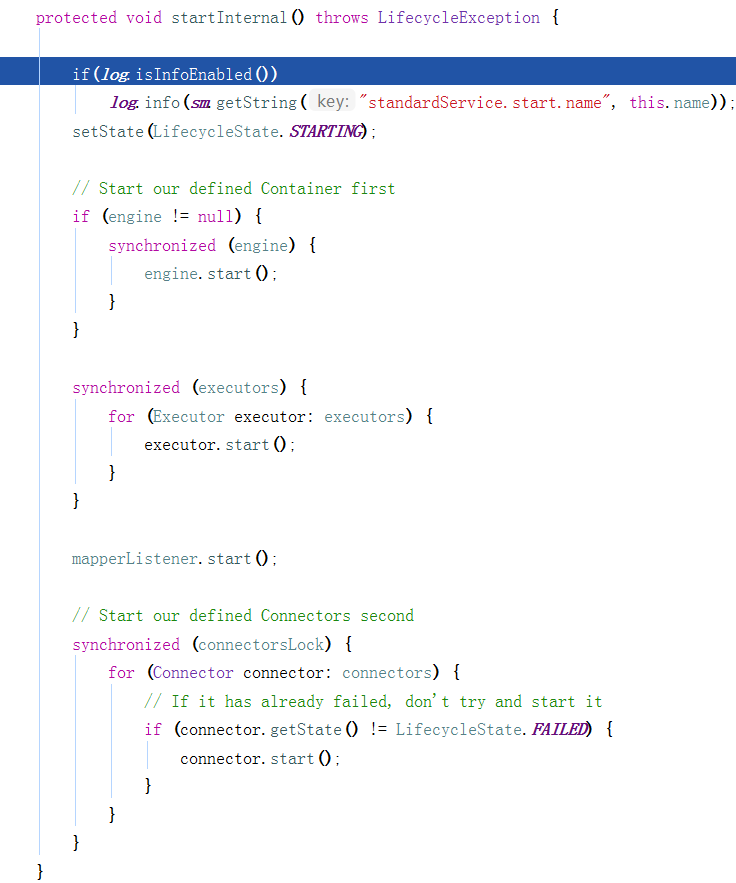 protected void startInternal() throws LifecycleException {
if(log.isInfoEnabled())
log.info(sm.getString( key: "standardService.start.name", this.name));
setState(LifecycleState.STARTING);
// Start our defined Container first
if (engine != null) {
synchronized (engine) {
engine.start();
}
}
synchronized (executors) {
for (Executor executor: executors) {
executor.start();
}
}
mapperListener.start();
// Start our defined Connectors second
synchronized (connectorsLock) {
for (Connector connector: connectors) {
// If it has already failed, don't try and start it
if (connector.getState() != LifecycleState.FAILED) {
connector.start();
}
}
}
}